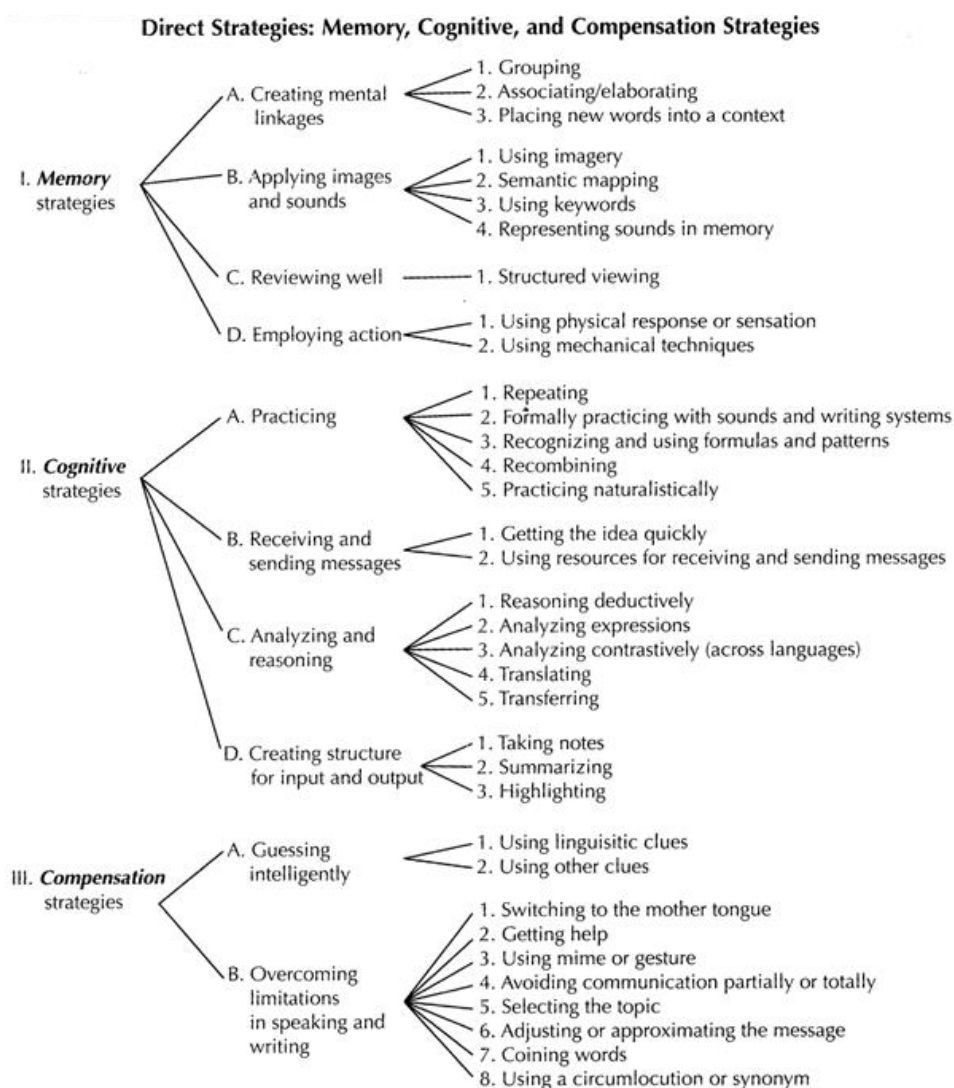 Direct Strategies: Memory, Cognitive, and Compensation Strategies
I. Memory
strategies
A. Creating mental
linkages
1. Grouping
2. Associating/elaborating
3. Placing new words into a context
B. Applying images
and sounds
1. Using imagery
2. Semantic mapping
3. Using keywords
4. Representing sounds in memory
C. Reviewing well
1. Structured viewing
D. Employing action
1. Using physical response or sensation
2. Using mechanical techniques
II. Cognitive
strategies
A. Practicing
1. Repeating
2. Formally practicing with sounds and writing systems
3. Recognizing and using formulas and patterns
4. Recombining
5. Practicing naturalistically
B. Receiving and
sending messages
1. Getting the idea quickly
2. Using resources for receiving and sending messages
C. Analyzing and
reasoning
1. Reasoning deductively
2. Analyzing expressions
3. Analyzing contrastively (across languages)
4. Translating
5. Transferring
D. Creating structure
for input and output
1. Taking notes
2. Summarizing
3. Highlighting
III. Compensation
strategies
A. Guessing
intelligently
1. Using linguisitic clues
2. Using other clues
B. Overcoming
limitations
in speaking and
writing
1. Switching to the mother tongue
2. Getting help
3. Using mime or gesture
4. Avoiding communication partially or totally
5. Selecting the topic
6. Adjusting or approximating the message
7. Coining words
8. Using a circumlocution or synonym